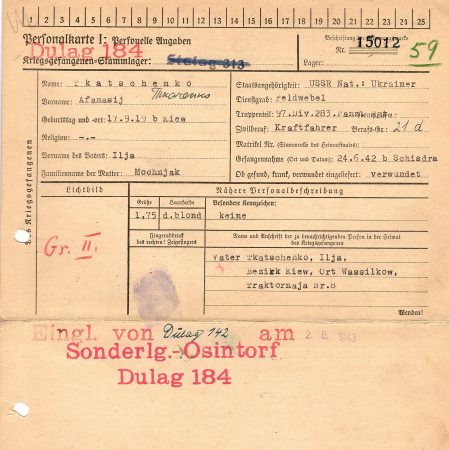 1 2 3 4 5 6 7 8 9 10 11 12 13 14 15 16 17 18 19 20 21 22 23 24 25
Personalkarte I: Personelle Angaben
Beschriftung der Erkennungsmarke
Dulag 184
Nr. 15012
59
Kriegsgefangenen-Stammlager: Stalag 313
Lager:
Des Kriegsgefangenen
Name: Tkatschenko
Ткаченко
Vorname: Afanasij
Geburtstag und -ort: 17.9.19 b Kiew
Religion: -.-
Vorname des Vaters: Ilja
Familienname der Mutter: Mochnjak
Staatsangehörigkeit: USSR Nat.: Ukrainer
Dienstgrad: Feldwebel
Truppenteil: 97.Div.283.
Zivilberuf: Kraftfahrer Berufs-Gr.: 21 d
Matrikel Nr. (Stammrolle des Heimatstaates):
Gefangennahme (Ort und Datum): 24.6.42 b Schiadra
Ob gesund, krank, verwundet eingeliefert: verwundet
Lichtbild
Gr. II.
Nähere Personalbeschreibung
Größe
Haarfarbe
Besondere Kennzeichen:
1,75
d.blond
keine
Fingerabdruck
des rechten! Zeigefingers
Name und Anschrift der zu benachrichtigenden Person in der Heimat
des Kriegsgefangenen
Vater Tkatschenko, Ilja,
Bezirk Kiew, Ort Wassilkow,
Traktornaja Nr.8
Wenden!
Eingl. von Dulag 142 am 2 8. 1943
Sonderlg.-Osintorf
Dulag 184